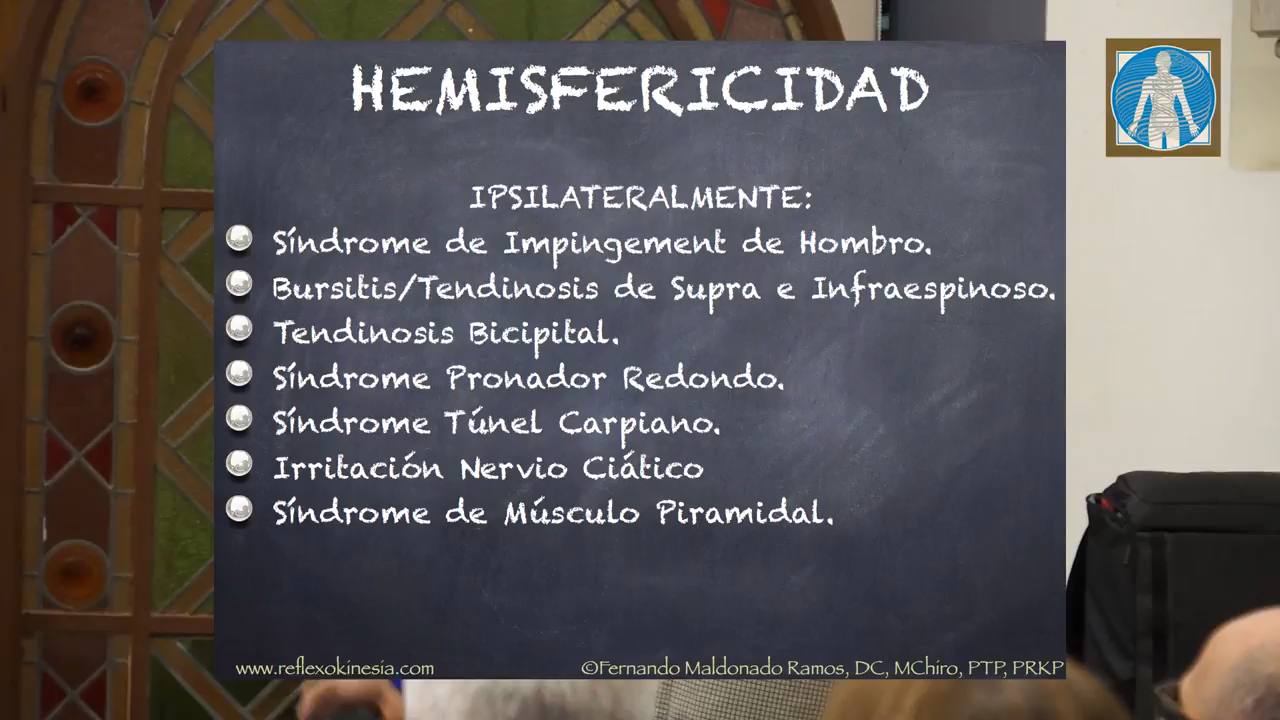 HEMISFERICIDAD
IPSILATERALMENTE:
Síndrome de Impingement de Hombro.
Bursitis/Tendinosis de Supra e Infraespinoso.
Tendinosis Bicipital.
Síndrome Pronador Redondo.
Síndrome Túnel Carpiano.
Irritación Nervio Ciático
Síndrome de Músculo Piramidal.
www.reflexokinesia.com
©Fernando Maldonado Ramos, DC, MChiro, PTP, PRKP